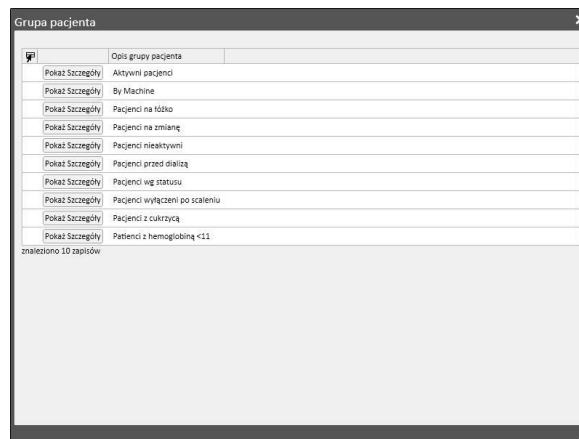 Grupa pacjenta
Opis grupy pacjenta
Pokaż Szczegóły Aktywni pacjenci
Pokaż Szczegóły By Machine
Pokaż Szczegóły Pacjenci na łóżko
Pokaż Szczegóły Pacjenci na zmianę
Pokaż Szczegóły Pacjenci nieaktywni
Pokaż Szczegóły Pacjenci przed dializą
Pokaż Szczegóły Pacjenci wg statusu
Pokaż Szczegóły Pacjenci wyłączeni po scaleniu
Pokaż Szczegóły Pacjenci z cukrzycą
Pokaż Szczegóły Patienci z hemoglobiną <11
znaleziono 10 zapisów